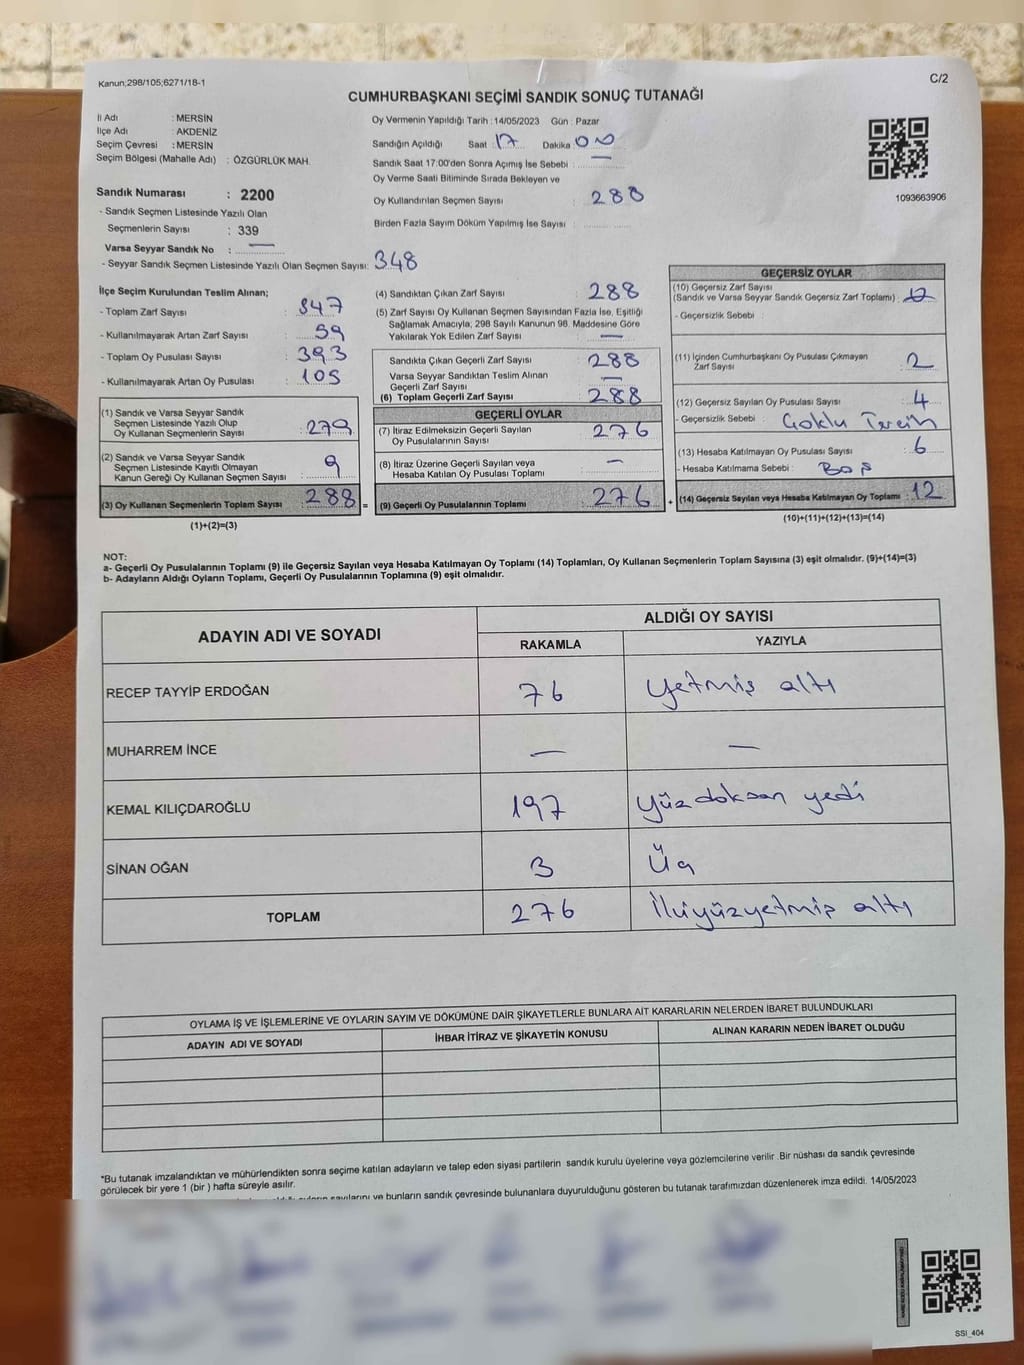 Kanun;298/105;6271/18-1
C/2
CUMHURBAŞKANI SEÇİMİ SANDIK SONUÇ TUTANAĞI
İl Adı : MERSİN
İlçe Adı : AKDENİZ
Seçim Çevresi : MERSİN
Seçim Bölgesi (Mahalle Adı) : ÖZGÜRLÜK MAH.
Oy Vermenin Yapıldığı Tarih : 14/05/2023 Gün : Pazar
Sandığın Açıldığı Saat : 17 Dakika : 00
Sandık Saat 17:00'den Sonra Açımış İse Sebebi : —
Oy Verme Saati Bitiminde Sırada Bekleyen ve
Oy Kullandırılan Seçmen Sayısı : 288
Birden Fazla Sayım Döküm Yapılmış İse Sayısı :
1093663906
Sandık Numarası : 2200
- Sandık Seçmen Listesinde Yazılı Olan
Seçmenlerin Sayısı : 339
Varsa Seyyar Sandık No : —
- Seyyar Sandık Seçmen Listesinde Yazılı Olan Seçmen Sayısı: 348
İlçe Seçim Kurulundan Teslim Alınan;
- Toplam Zarf Sayısı : 347
- Kullanılmayarak Artan Zarf Sayısı : 59
- Toplam Oy Pusulası Sayısı : 393
- Kullanılmayarak Artan Oy Pusulası : 105
(1) Sandık ve Varsa Seyyar Sandık
Seçmen Listesinde Yazılı Olup
Oy Kullanan Seçmenlerin Sayısı : 279
(2) Sandık ve Varsa Seyyar Sandık
Seçmen Listesinde Kayıtlı Olmayan
Kanun Gereği Oy Kullanan Seçmen Sayısı : 9
(3) Oy Kullanan Seçmenlerin Toplam Sayısı : 288 =
(1)+(2)=(3)
(4) Sandıktan Çıkan Zarf Sayısı : 288
(5) Zarf Sayısı Oy Kullanan Seçmen Sayısından Fazla İse, Eşitliği
Sağlamak Amacıyla; 298 Sayılı Kanunun 98. Maddesine Göre
Yakılarak Yok Edilen Zarf Sayısı : —
Sandıkta Çıkan Geçerli Zarf Sayısı : 288
Varsa Seyyar Sandıktan Teslim Alınan
Geçerli Zarf Sayısı : —
(6) Toplam Geçerli Zarf Sayısı : 288
GEÇERLİ OYLAR
(7) İtiraz Edilmeksizin Geçerli Sayılan
Oy Pusulalarının Sayısı : 276
(8) İtiraz Üzerine Geçerli Sayılan veya
Hesaba Katılan Oy Pusulası Toplamı : —
(9) Geçerli Oy Pusulalarının Toplamı : 276 +
GEÇERSİZ OYLAR
(10) Geçersiz Zarf Sayısı
(Sandık ve Varsa Seyyar Sandık Geçersiz Zarf Toplamı) :
- Geçersizlik Sebebi :
(11) İçinden Cumhurbaşkanı Oy Pusulası Çıkmayan
Zarf Sayısı : 2
(12) Geçersiz Sayılan Oy Pusulası Sayısı : 4
- Geçersizlik Sebebi : Çoklu Tercih
(13) Hesaba Katılmayan Oy Pusulası Sayısı : 6
- Hesaba Katılmama Sebebi : Boş
(14) Geçersiz Sayılan veya Hesaba Katılmayan Oy Toplamı : 12
(10)+(11)+(12)+(13)=(14)
NOT:
a- Geçerli Oy Pusulalarının Toplamı (9) ile Geçersiz Sayılan veya Hesaba Katılmayan Oy Toplamı (14) Toplamları, Oy Kullanan Seçmenlerin Toplam Sayısına (3) eşit olmalıdır. (9)+(14)=(3)
b- Adayların Aldığı Oyların Toplamı, Geçerli Oy Pusulalarının Toplamına (9) eşit olmalıdır.
ADAYIN ADI VE SOYADI
ALDIĞI OY SAYISI
RAKAMLA YAZIYLA
RECEP TAYYİP ERDOĞAN 76 Yetmiş altı
MUHARREM İNCE — —
KEMAL KILIÇDAROĞLU 197 Yüzdoksan yedi
SİNAN OĞAN 3 Üç
TOPLAM 276 İkiyüzyetmiş altı
OYLAMA İŞ VE İŞLEMLERİNE VE OYLARIN SAYIM VE DÖKÜMÜNE DAİR ŞİKAYETLERLE BUNLARA AİT KARARLARIN NELERDEN İBARET BULUNDUKLARI
ADAYIN ADI VE SOYADI İHBAR İTİRAZ VE ŞİKAYETİN KONUSU ALINAN KARARIN NEDEN İBARET OLDUĞU
*Bu tutanak imzalandıktan ve mühürlendikten sonra seçime katılan adayların ve talep eden siyasi partilerin sandık kurulu üyelerine veya gözlemcilerine verilir .Bir nüshası da sandık çevresinde
görülecek bir yere 1 (bir ) hafta süreyle asılır.
sayılarını ve bunların sandık çevresinde bulunanlara duyurulduğunu gösteren bu tutanak tarafımızdan düzenlenerek imza edildi. 14/05/2023
SSI_404